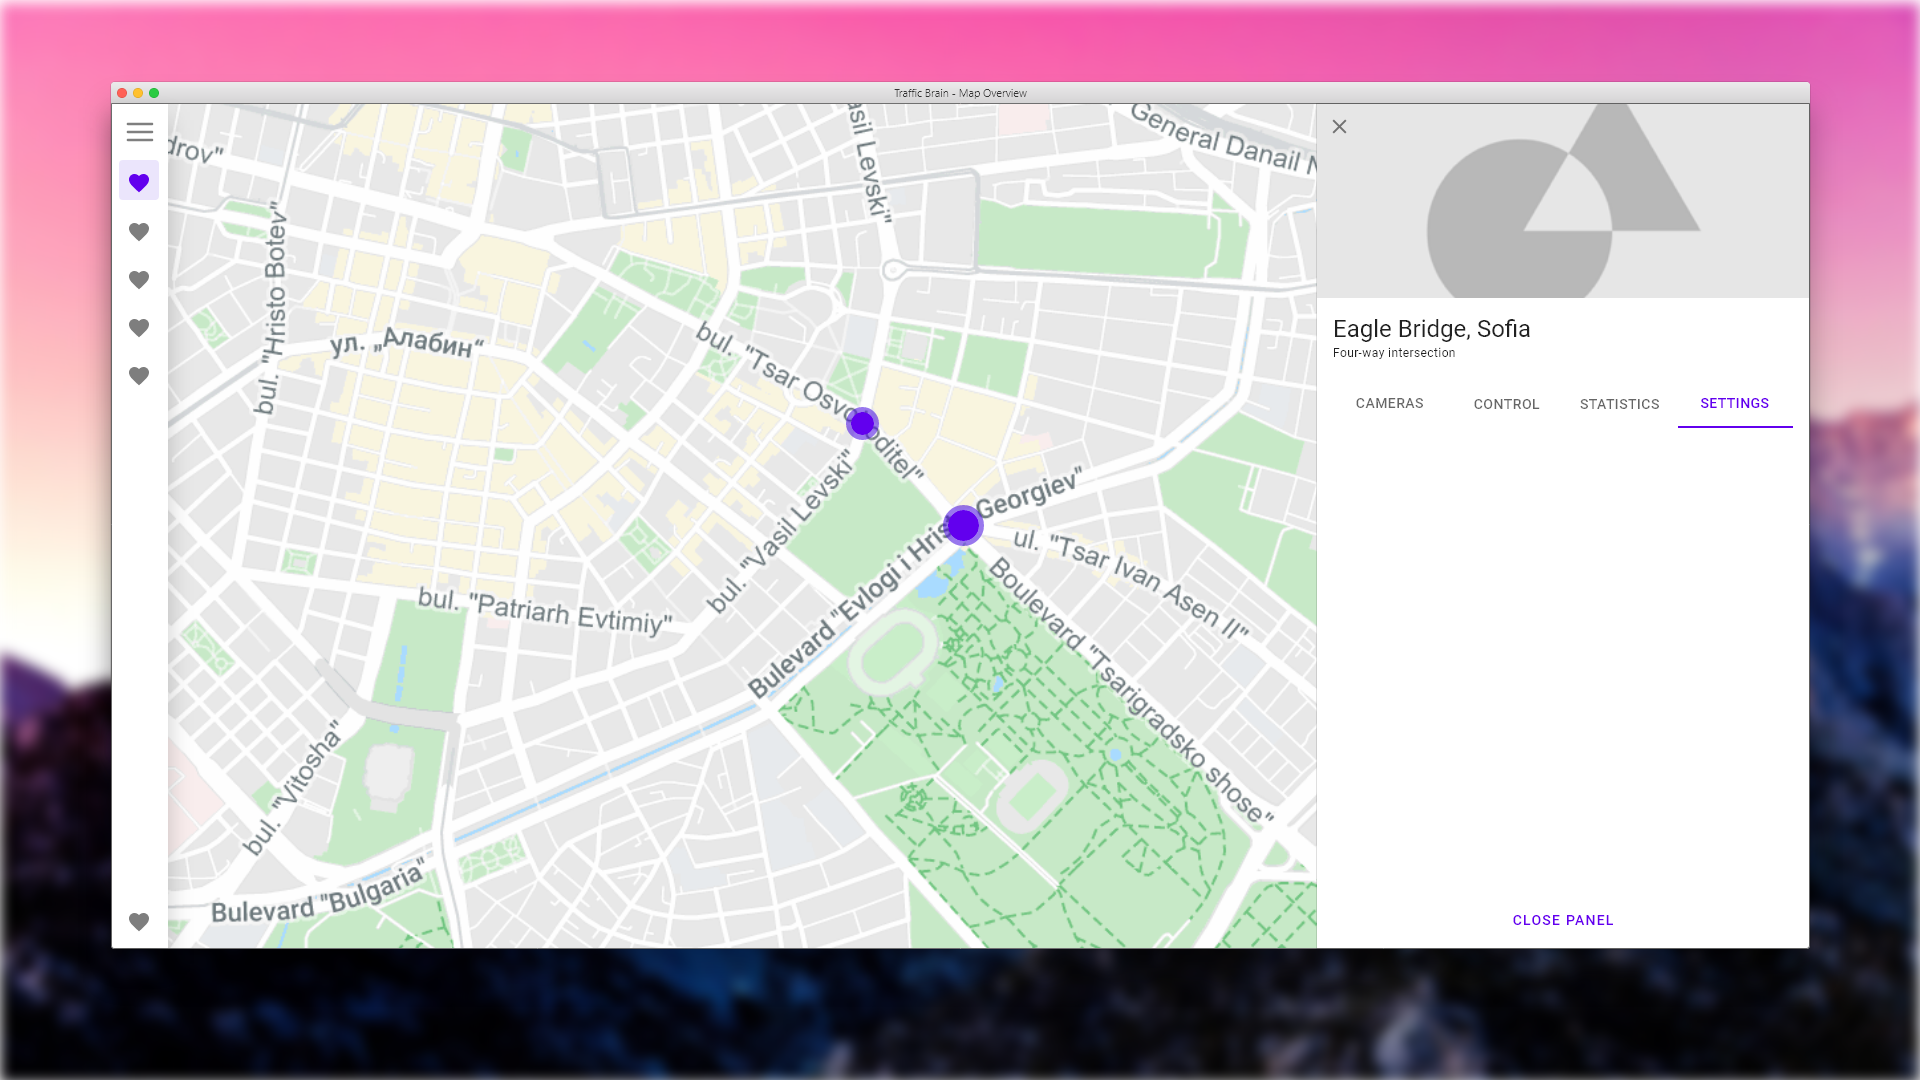 Traffic Brain - Map Overview
drov"
asil Levski"
General Danail N
bul. "Hristo Botev"
ул. „Алабин“
bul. "Tsar Osvo oditel"
bul. "Vasil Levski"
Bulevard "Evlogi i Hris Georgiev"
ul. "Tsar Ivan Asen II"
bul. "Patriarh Evtimiy"
Boulevard "Tsarigradsko shose"
bul. "Vitosha"
Bulevard "Bulgaria"
Eagle Bridge, Sofia
Four-way intersection
CAMERAS CONTROL STATISTICS SETTINGS
CLOSE PANEL